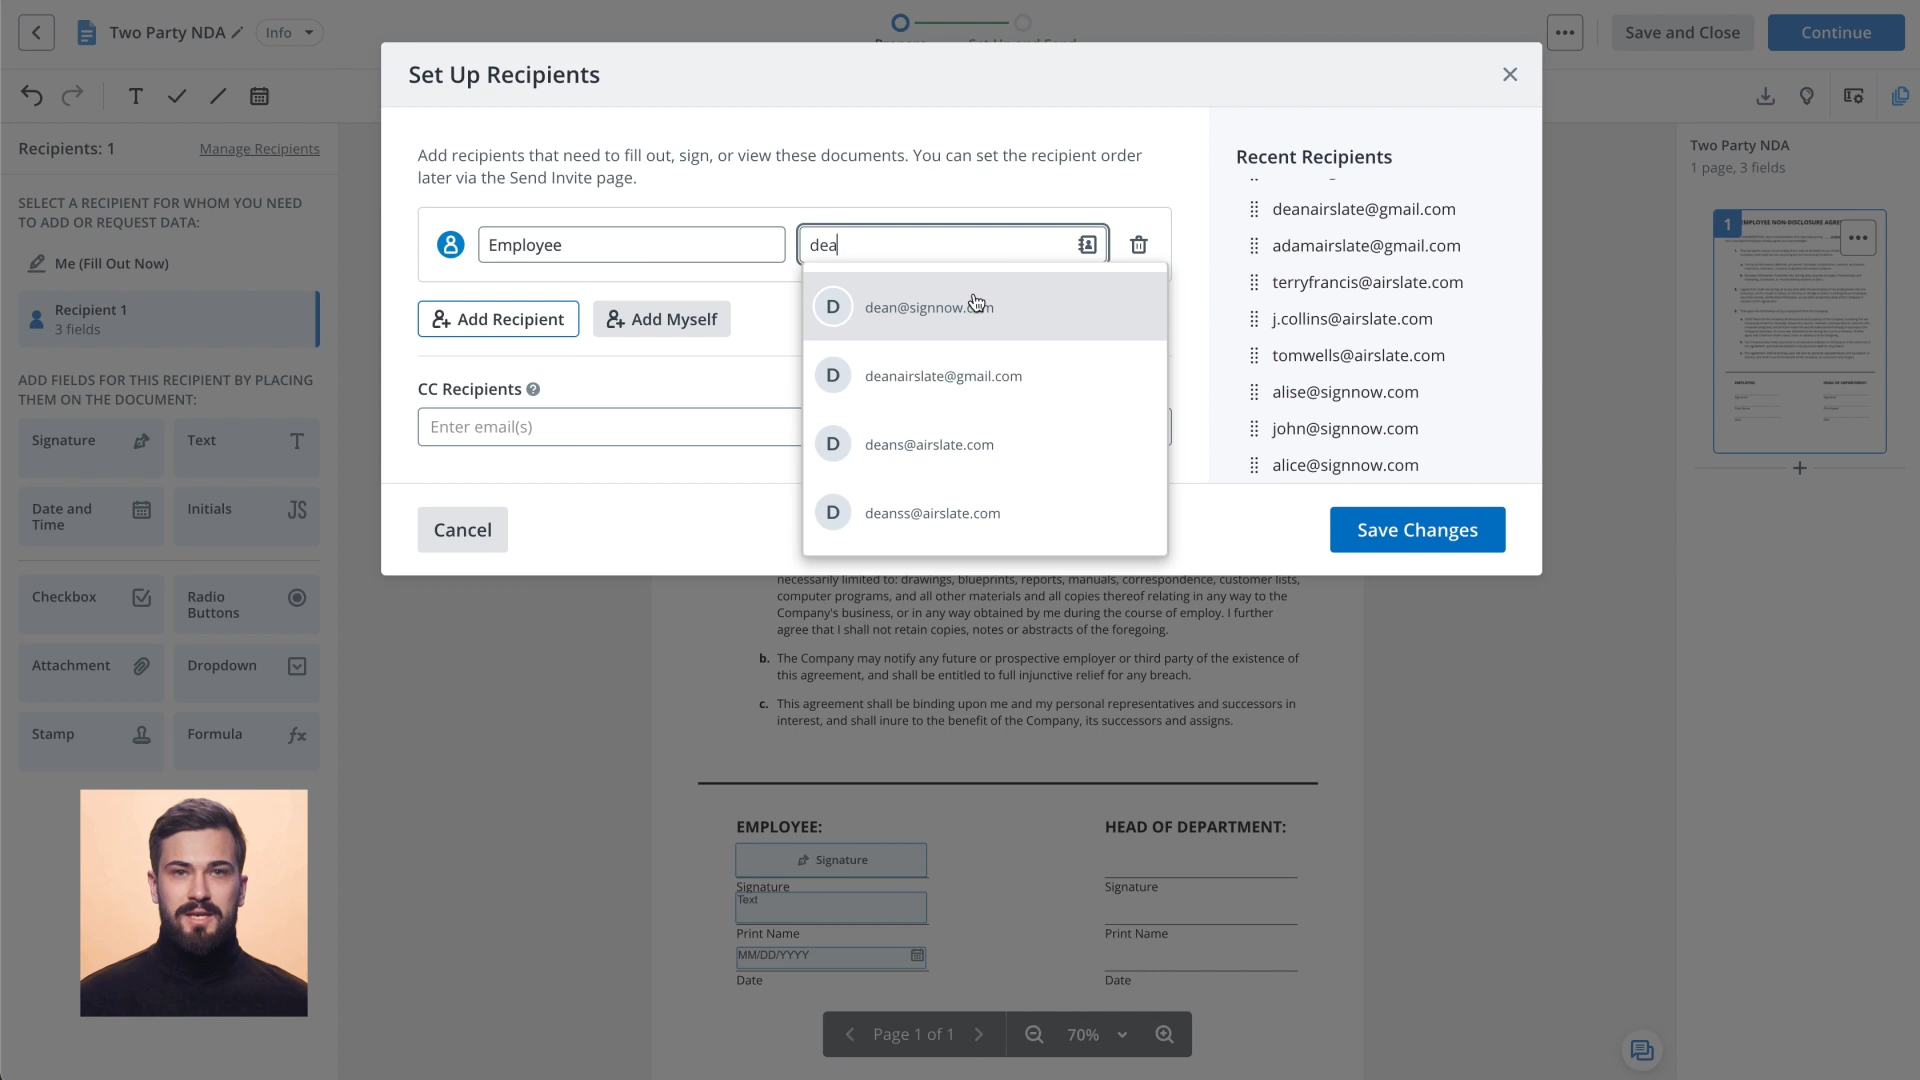 Two Party NDA
Info
Save and Close
Continue
Set Up Recipients
Recipients: 1
Manage Recipients
SELECT A RECIPIENT FOR WHOM YOU NEED
TO ADD OR REQUEST DATA:
Me (Fill Out Now)
Recipient 1
3 fields
ADD FIELDS FOR THIS RECIPIENT BY PLACING
THEM ON THE DOCUMENT:
Signature
Text
Date and
Time
Initials
JS
Checkbox
Radio
Buttons
Attachment
Dropdown
Stamp
Formula
fx
Add recipients that need to fill out, sign, or view these documents. You can set the recipient order
later via the Send Invite page.
Employee
dea
D
dean@signnow.com
D
deanairslate@gmail.com
D
deans@airslate.com
D
deanss@airslate.com
Add Recipient
Add Myself
CC Recipients
Enter email(s)
Cancel
Save Changes
Recent Recipients
deanairslate@gmail.com
adamairslate@gmail.com
terryfrancis@airslate.com
j.collins@airslate.com
tomwells@airslate.com
alise@signnow.com
john@signnow.com
alice@signnow.com
Two Party NDA
1 page, 3 fields
1
necessarily limited to: drawings, blueprints, reports, manuals, correspondence, customer lists,
computer programs, and all other materials and all copies thereof relating in any way to the
Company's business, or in any way obtained by me during the course of employ. I further
agree that I shall not retain copies, notes or abstracts of the foregoing.
b. The Company may notify any future or prospective employer or third party of the existence of
this agreement, and shall be entitled to full injunctive relief for any breach.
c. This agreement shall be binding upon me and my personal representatives and successors in
interest, and shall inure to the benefit of the Company, its successors and assigns.
EMPLOYEE:
Signature
Signature
Text
Print Name
MM/DD/YYYY
Date
HEAD OF DEPARTMENT:
Signature
Print Name
Date
Page 1 of 1
70%